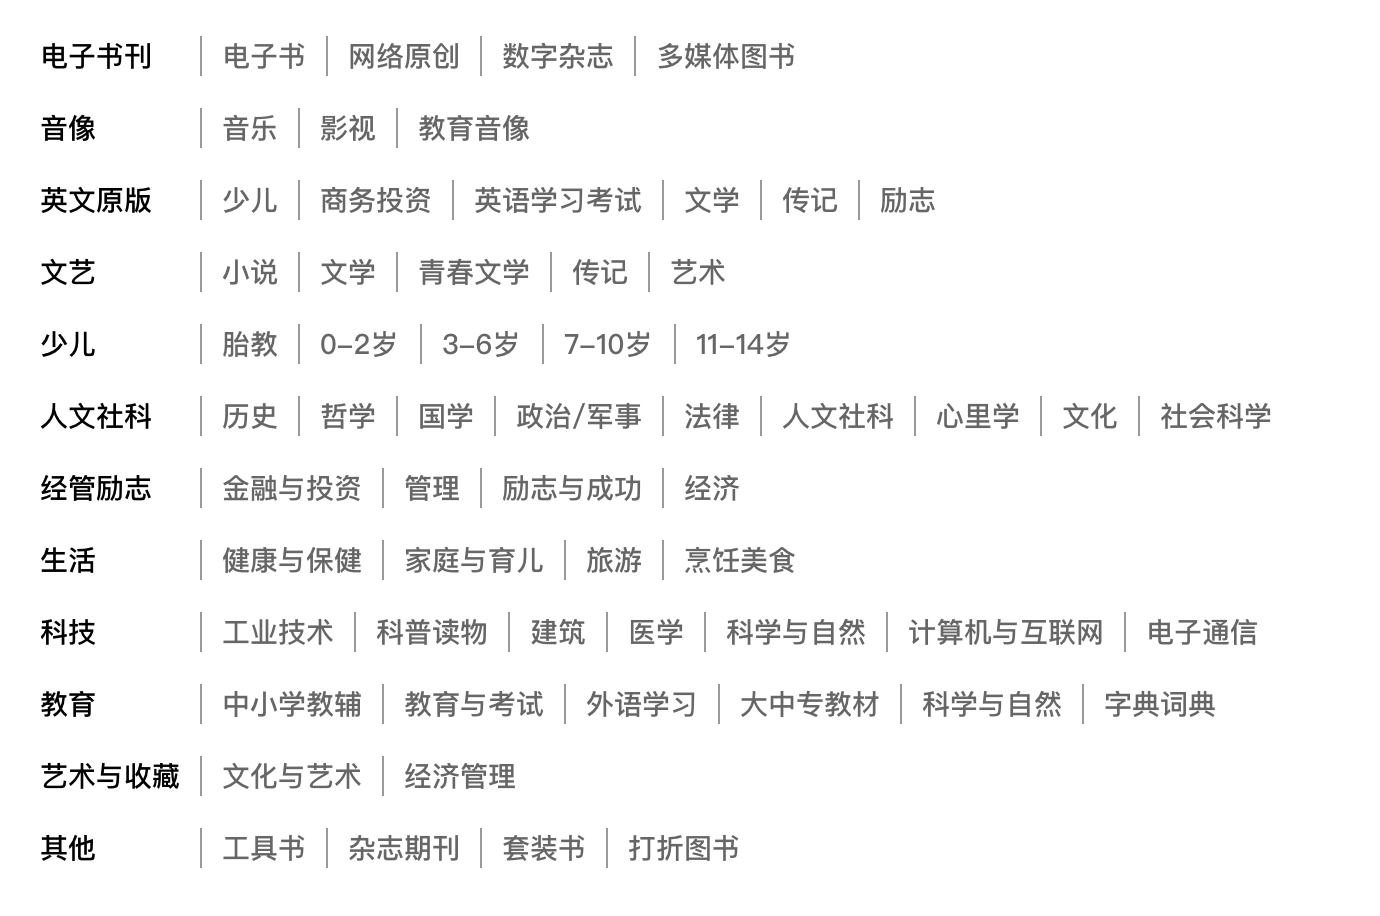 电子书刊 电子书 网络原创 数字杂志 多媒体图书
音像 音乐 影视 教育音像
英文原版 少儿 商务投资 英语学习考试 文学 传记 励志
文艺 小说 文学 青春文学 传记 艺术
少儿 胎教 0–2岁 3–6岁 7–10岁 11–14岁
人文社科 历史 哲学 国学 政治/军事 法律 人文社科 心里学 文化 社会科学
经管励志 金融与投资 管理 励志与成功 经济
生活 健康与保健 家庭与育儿 旅游 烹饪美食
科技 工业技术 科普读物 建筑 医学 科学与自然 计算机与互联网 电子通信
教育 中小学教辅 教育与考试 外语学习 大中专教材 科学与自然 字典词典
艺术与收藏 文化与艺术 经济管理
其他 工具书 杂志期刊 套装书 打折图书